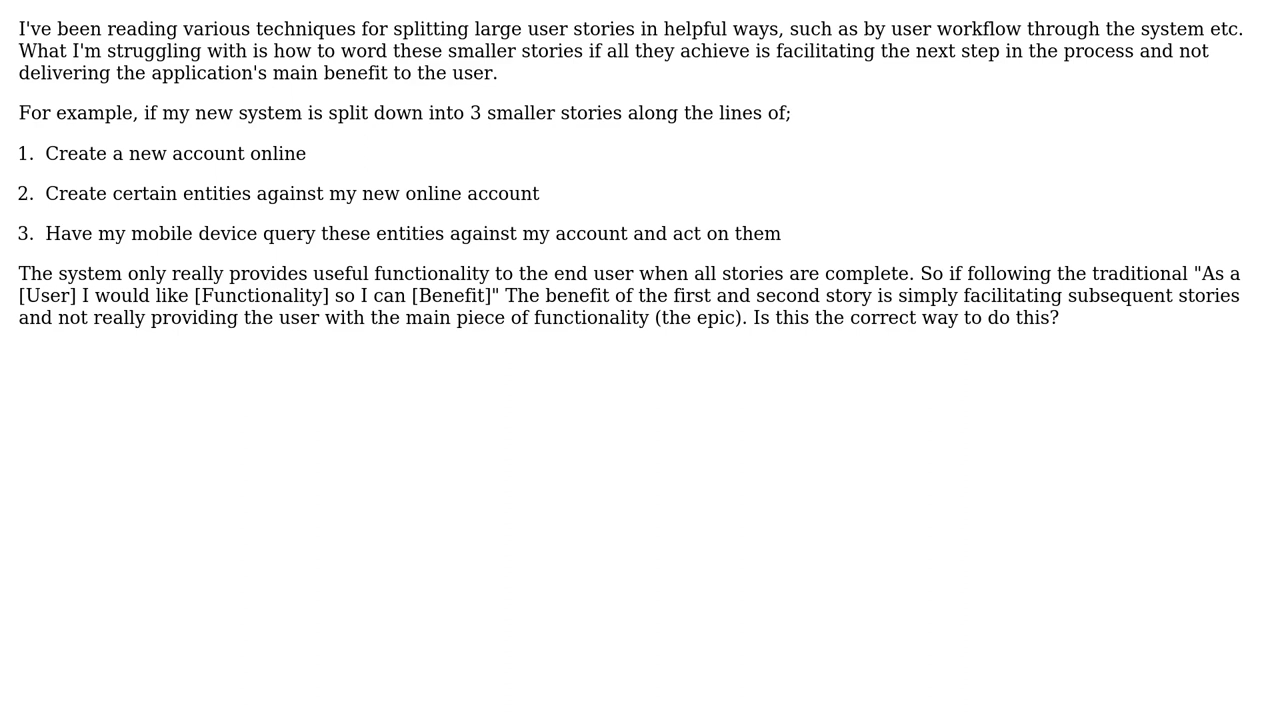 I've been reading various techniques for splitting large user stories in helpful ways, such as by user workflow through the system etc.
What I'm struggling with is how to word these smaller stories if all they achieve is facilitating the next step in the process and not
delivering the application's main benefit to the user.
For example, if my new system is split down into 3 smaller stories along the lines of;
1. Create a new account online
2. Create certain entities against my new online account
3. Have my mobile device query these entities against my account and act on them
The system only really provides useful functionality to the end user when all stories are complete. So if following the traditional "As a
[User] I would like [Functionality] so I can [Benefit]" The benefit of the first and second story is simply facilitating subsequent stories
and not really providing the user with the main piece of functionality (the epic). Is this the correct way to do this?